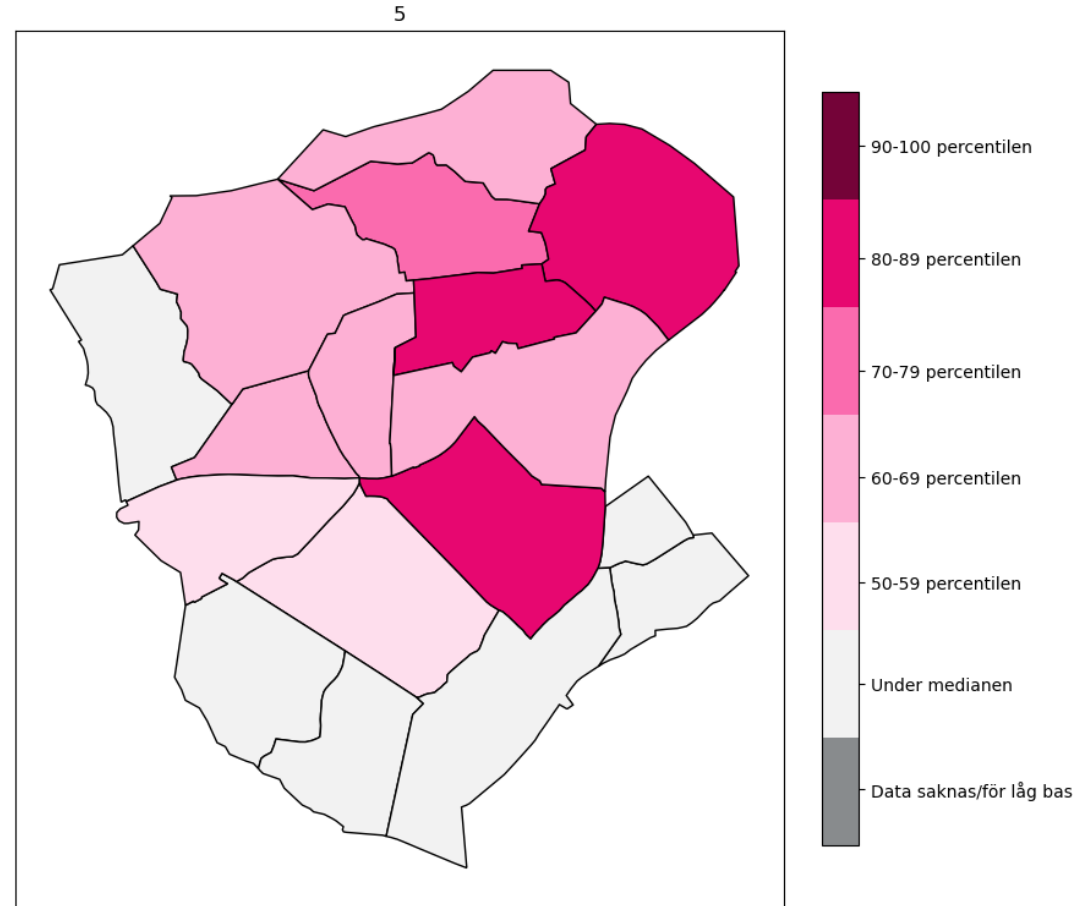 5
90-100 percentilen
80-89 percentilen
70-79 percentilen
60-69 percentilen
50-59 percentilen
Under medianen
Data saknas/för låg bas